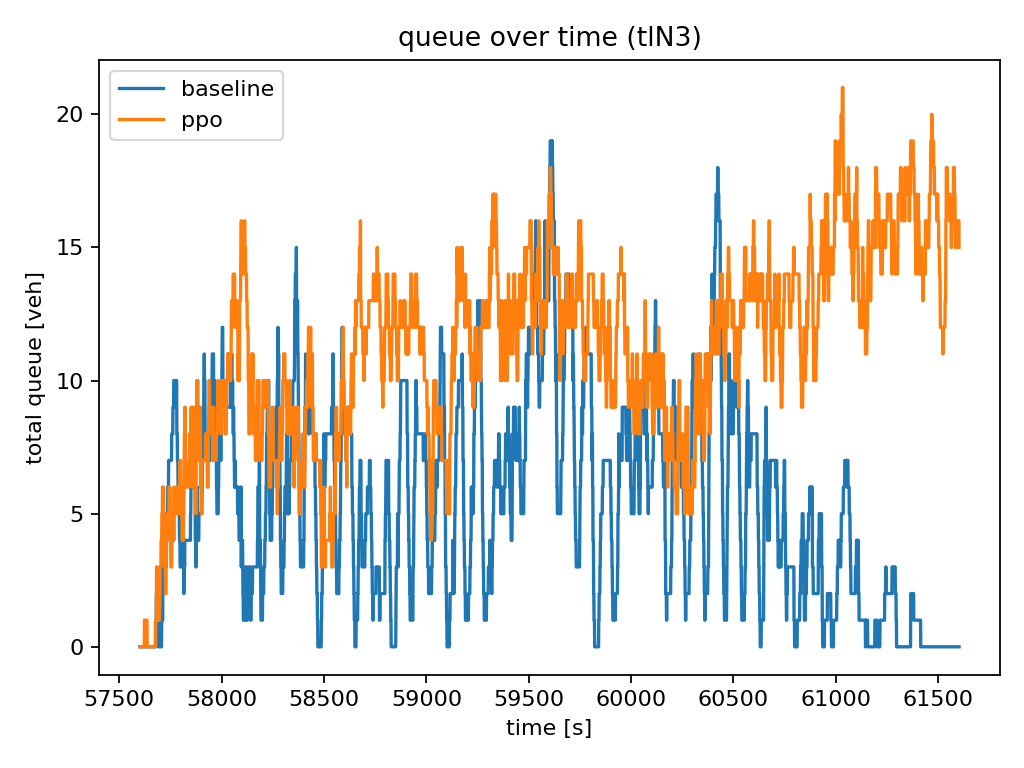 queue over time (tlN3)
baseline
ppo
total queue [veh]
20
15
10
5
0
57500 58000 58500 59000 59500 60000 60500 61000 61500
time [s]